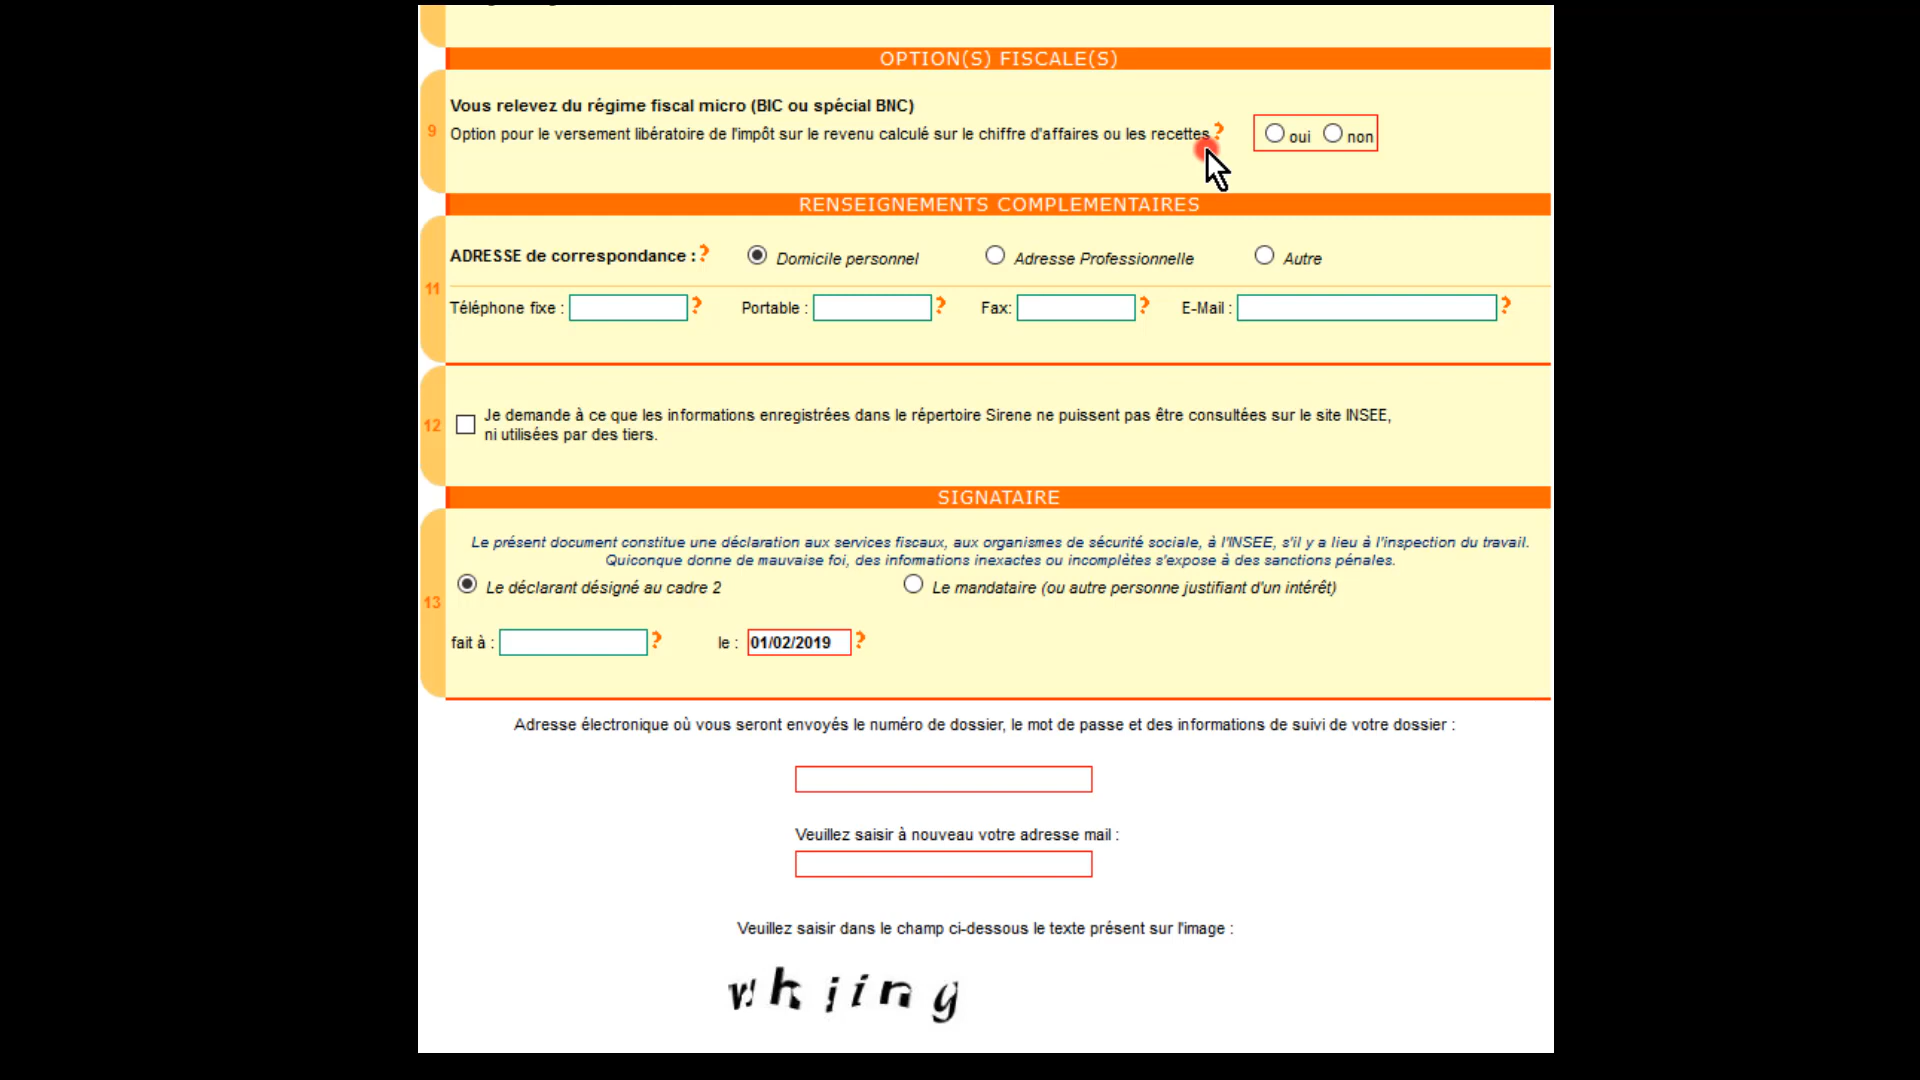 OPTION(S) FISCALE(S)
Vous relevez du régime fiscal micro (BIC ou spécial BNC)
9 Option pour le versement libératoire de l'impôt sur le revenu calculé sur le chiffre d'affaires ou les recettes ? oui non
RENSEIGNEMENTS COMPLEMENTAIRES
ADRESSE de correspondance : ? Domicile personnel Adresse Professionnelle Autre
11
Téléphone fixe : ? Portable : ? Fax: ? E-Mail : ?
Je demande à ce que les informations enregistrées dans le répertoire Sirene ne puissent pas être consultées sur le site INSEE,
12
ni utilisées par des tiers.
SIGNATAIRE
Le présent document constitue une déclaration aux services fiscaux, aux organismes de sécurité sociale, à l'INSEE, s'il y a lieu à l'inspection du travail.
Quiconque donne de mauvaise foi, des informations inexactes ou incomplètes s'expose à des sanctions pénales.
Le déclarant désigné au cadre 2 Le mandataire (ou autre personne justifiant d'un intérêt)
13
fait à : ? le : 01/02/2019 ?
Adresse électronique où vous seront envoyés le numéro de dossier, le mot de passe et des informations de suivi de votre dossier :
Veuillez saisir à nouveau votre adresse mail :
Veuillez saisir dans le champ ci-dessous le texte présent sur l'image :